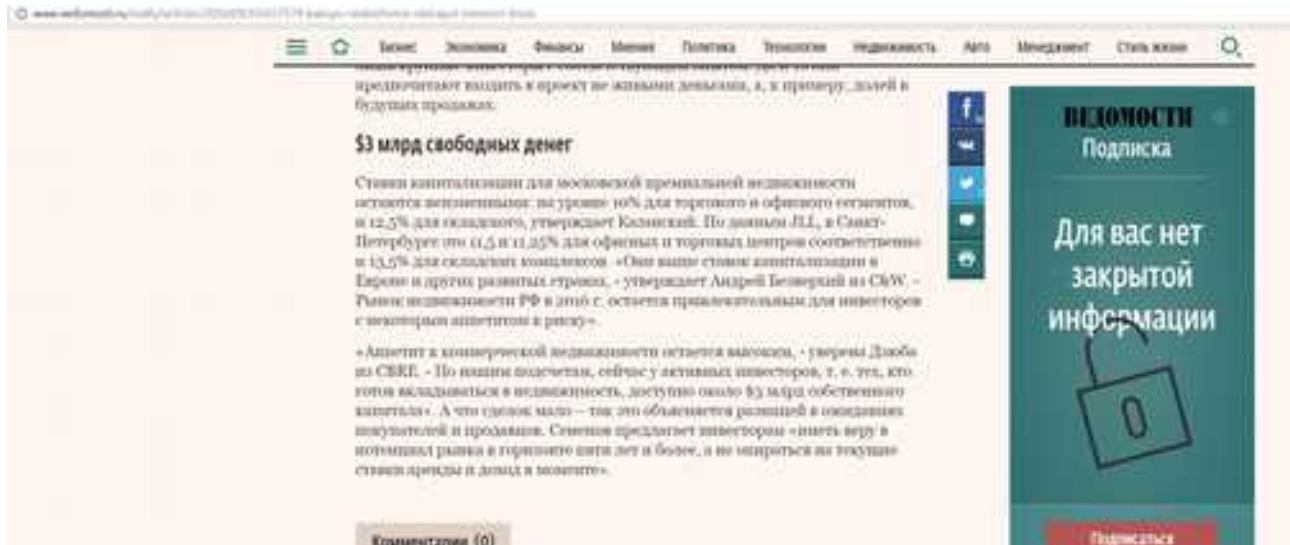 Бизнес Экономика Финансы Мнения Политика Технологии Недвижимость Авто Менеджмент Стиль жизни
предпочитают входить в проект не живыми деньгами, а, к примеру, долей в
будущих продажах.
$3 млрд свободных денег
Ставки капитализации для московской премиальной недвижимости
остаются неизменными: на уровне 10% для торгового и офисного сегментов,
и 12,5% для складского, утверждает Казанский. По данным JLL, в Санкт-
Петербурге это 11,5 и 11,25% для офисных и торговых центров соответственно
и 13,5% для складских комплексов. «Они выше ставок капитализации в
Европе и других развитых странах, - утверждает Андрей Безверхий из C&W. -
Рынок недвижимости РФ в 2016 г. остается привлекательным для инвесторов
с некоторым аппетитом к риску».
«Аппетит к коммерческой недвижимости остается высоким, - уверена Дзюба
из CBRE. - По нашим подсчетам, сейчас у активных инвесторов, т. е. тех, кто
готов вкладываться в недвижимость, доступно около $3 млрд собственного
капитала». А что сделок мало – так это объясняется разницей в ожиданиях
покупателей и продавцов. Семенов предлагает инвесторам «иметь веру в
потенциал рынка в горизонте пяти лет и более, а не опираться на текущие
ставки аренды и доход в моменте».
Комментарии (0)
ВЕДОМОСТИ
Подписка
Для вас нет
закрытой
информации
Подписаться